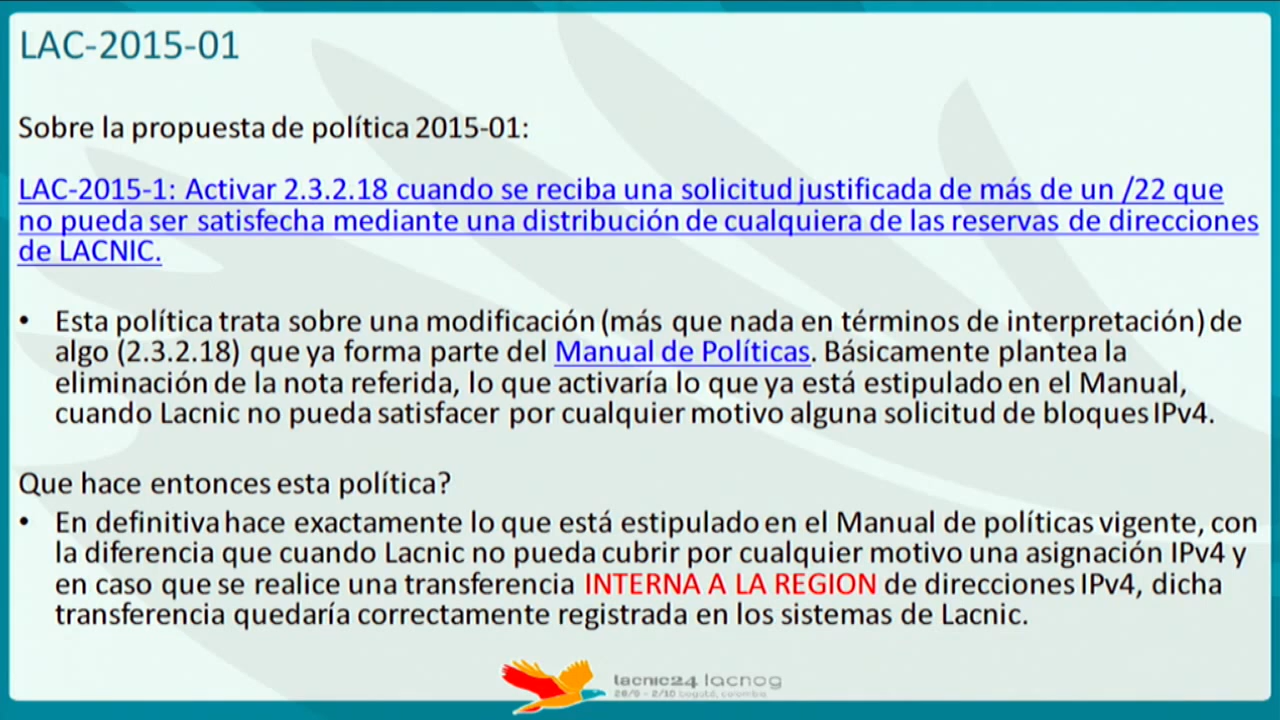 LAC-2015-01
Sobre la propuesta de política 2015-01:
LAC-2015-1: Activar 2.3.2.18 cuando se reciba una solicitud justificada de más de un /22 que
no pueda ser satisfecha mediante una distribución de cualquiera de las reservas de direcciones
de LACNIC.
• Esta política trata sobre una modificación (más que nada en términos de interpretación) de
algo (2.3.2.18) que ya forma parte del Manual de Políticas. Básicamente plantea la
eliminación de la nota referida, lo que activaría lo que ya está estipulado en el Manual,
cuando Lacnic no pueda satisfacer por cualquier motivo alguna solicitud de bloques IPv4.
Que hace entonces esta política?
• En definitiva hace exactamente lo que está estipulado en el Manual de políticas vigente, con
la diferencia que cuando Lacnic no pueda cubrir por cualquier motivo una asignación IPv4 y
en caso que se realice una transferencia INTERNA A LA REGION de direcciones IPv4, dicha
transferencia quedaría correctamente registrada en los sistemas de Lacnic.
lacnic24 lacnog
28/9 - 2/10 bogotá, colombia